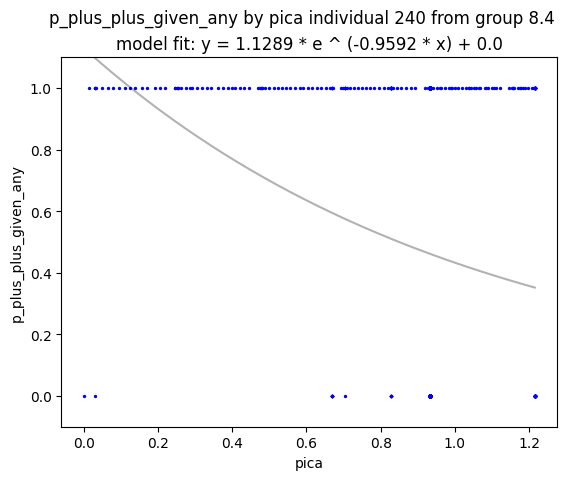 p_plus_plus_given_any by pica individual 240 from group 8.4
model fit: y = 1.1289 * e ^ (-0.9592 * x) + 0.0
1.0
0.8
0.6
0.4
0.2
0.0
p_plus_plus_given_any
0.0 0.2 0.4 0.6 0.8 1.0 1.2
pica